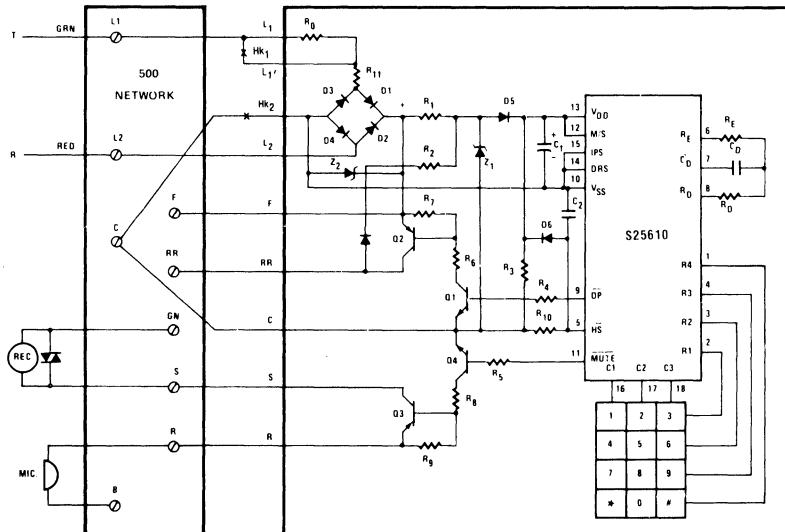 T
GRN
L1
L1
R0
500
NETWORK
Hk1
L1'
R11
Hk2
D3
D1
D4
D2
+
R1
D5
R
RED
L2
L2
Z2
R2
Z1
+
C1
-
13
VDD
12
M/S
15
IPS
14
DRS
10
VSS
RE
6
RE
C'D
7
CD
RD
8
RD
S25610
F
F
R7
C2
D6
C
Q2
R6
R3
RR
RR
Q1
R4
9
DP
R4
1
R3
4
R2
3
R1
2
GN
C
R10
5
HS
REC
Q4
R5
11
MUTE
C1
C2
C3
16
17
18
S
S
Q3
R8
R
R
R9
MIC.
B
1
2
3
4
5
6
7
8
9
*
0
#